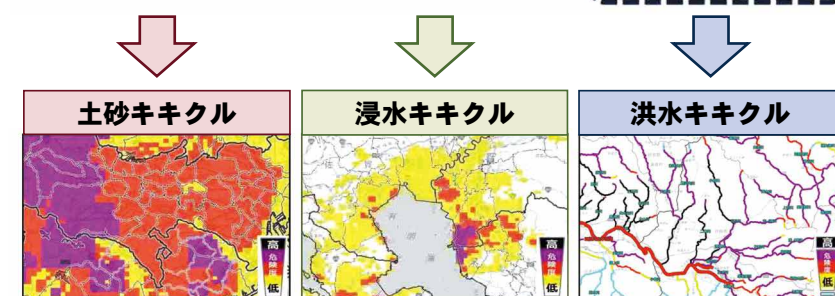 土砂キキクル
浸水キキクル
洪水キキクル
高
危険度
低
高
危険度
低
高
危険度
低